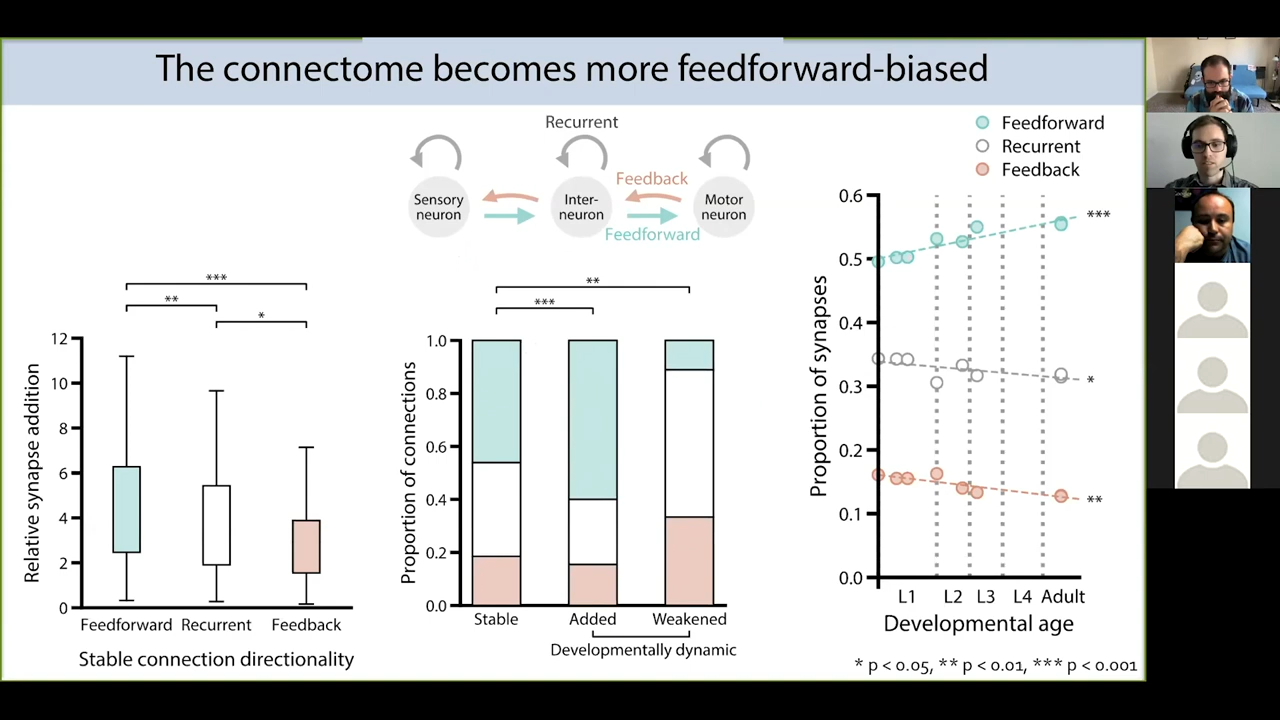 The connectome becomes more feedforward-biased
Recurrent
Sensory
neuron
Inter-
neuron
Motor
neuron
Feedback
Feedforward
***
**
*
Relative synapse addition
12
10
8
6
4
2
0
Feedforward Recurrent Feedback
Stable connection directionality
**
***
Proportion of connections
1.0
0.8
0.6
0.4
0.2
0.0
Stable Added Weakened
Developmentally dynamic
Feedforward
Recurrent
Feedback
Proportion of synapses
0.6
0.5
0.4
0.3
0.2
0.1
0.0
***
*
**
L1 L2 L3 L4 Adult
Developmental age
* p < 0.05, ** p < 0.01, *** p < 0.001